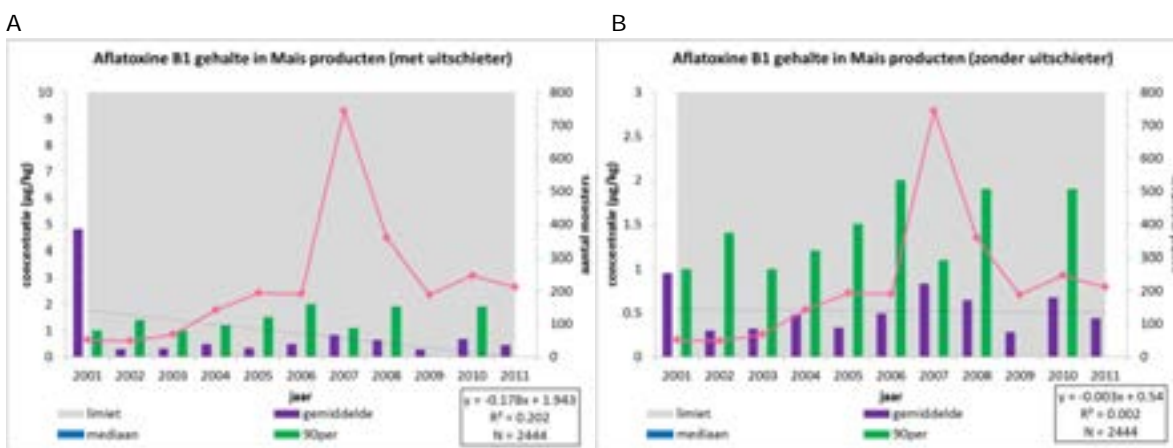 A
B
Aflatoxine B1 gehalte in Mais producten (met uitschieter)
10
9
8
7
6
5
4
3
2
1
0
concentratie (µg/kg)
800
700
600
500
400
300
200
100
0
aantal monsters
2001 2002 2003 2004 2005 2006 2007 2008 2009 2010 2011
jaar
limiet
gemiddelde
mediaan
90per
y = -0.178x + 1.943
R² = 0.202
N = 2444
Aflatoxine B1 gehalte in Mais producten (zonder uitschieter)
3
2.5
2
1.5
1
0.5
0
concentratie (µg/kg)
800
700
600
500
400
300
200
100
0
2001 2002 2003 2004 2005 2006 2007 2008 2009 2010 2011
jaar
limiet
gemiddelde
mediaan
90per
y = -0.003x + 0.54
R² = 0.002
N = 2444